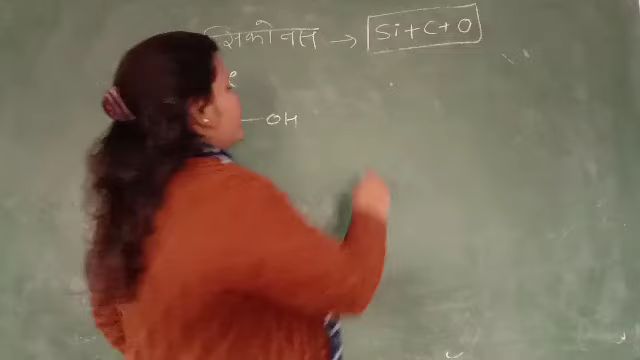 सिकोनस → Si + C + O
— OH